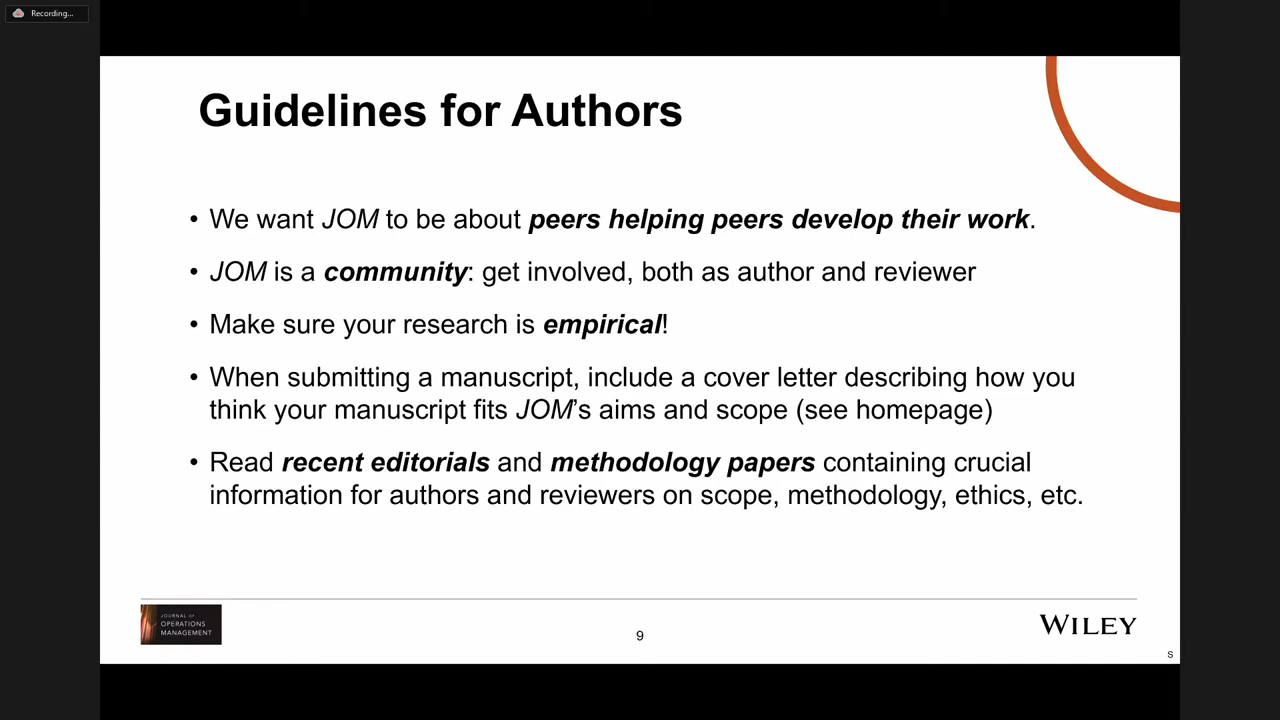 Recording...
Guidelines for Authors
• We want JOM to be about peers helping peers develop their work.
• JOM is a community: get involved, both as author and reviewer
• Make sure your research is empirical!
• When submitting a manuscript, include a cover letter describing how you
think your manuscript fits JOM’s aims and scope (see homepage)
• Read recent editorials and methodology papers containing crucial
information for authors and reviewers on scope, methodology, ethics, etc.
JOURNAL OF
OPERATIONS
MANAGEMENT
9
WILEY
S